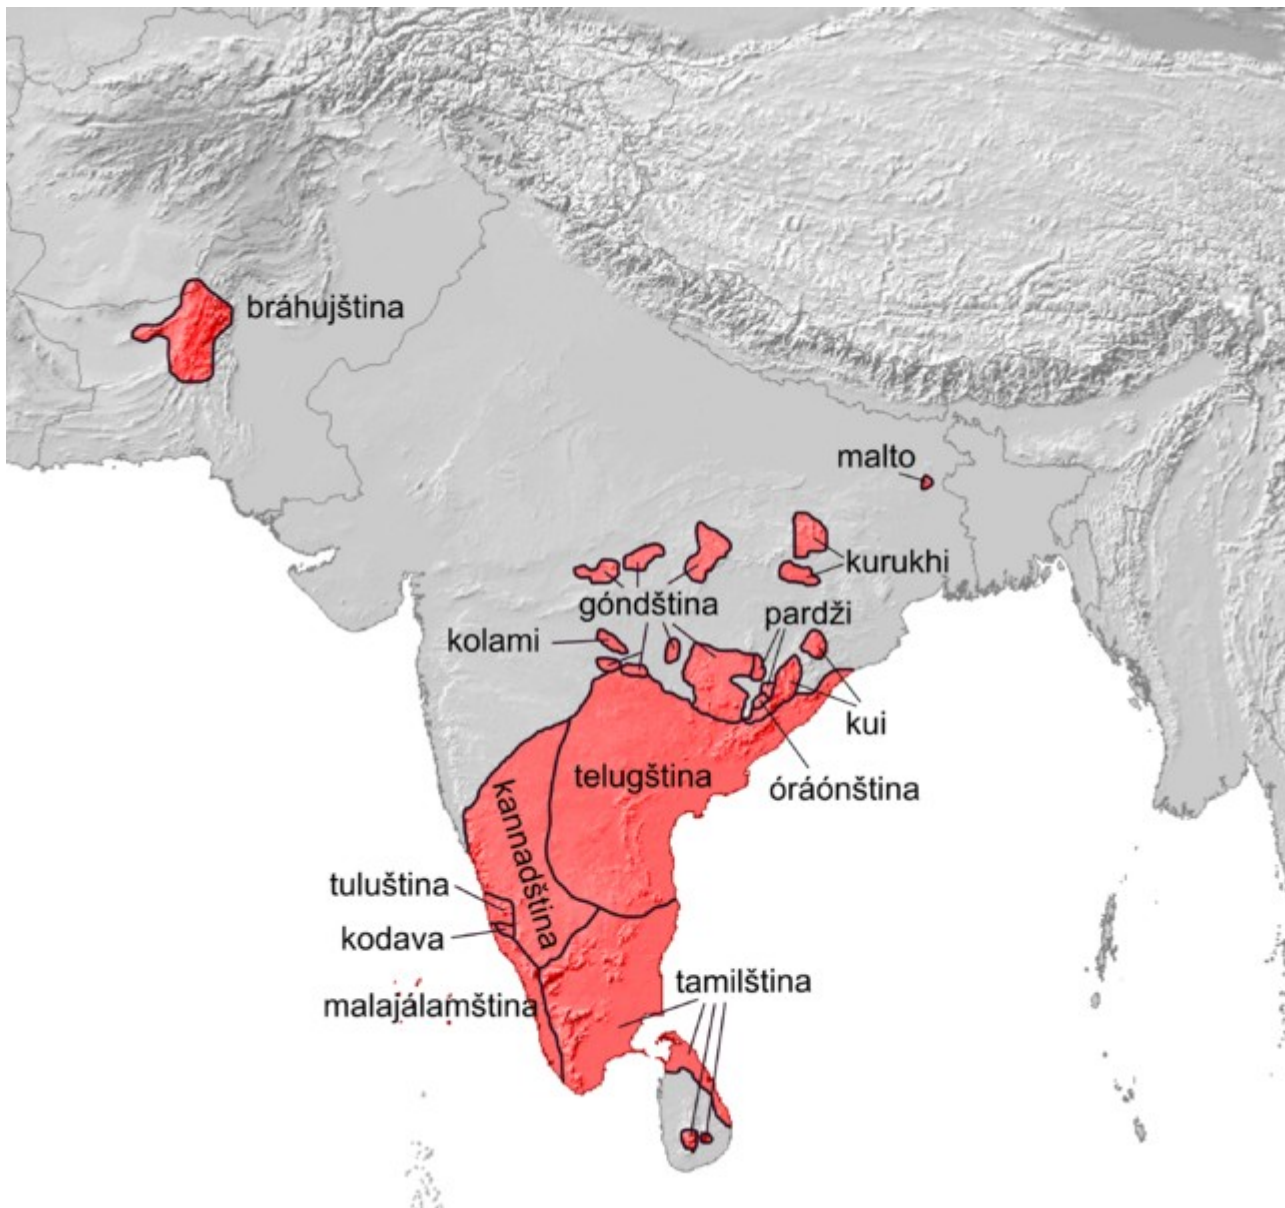 bráhujština
malto
kurukhi
góndština
pardži
kolami
kui
telugština
óráónština
kannadština
tuluština
kodava
tamilština
malajálamština